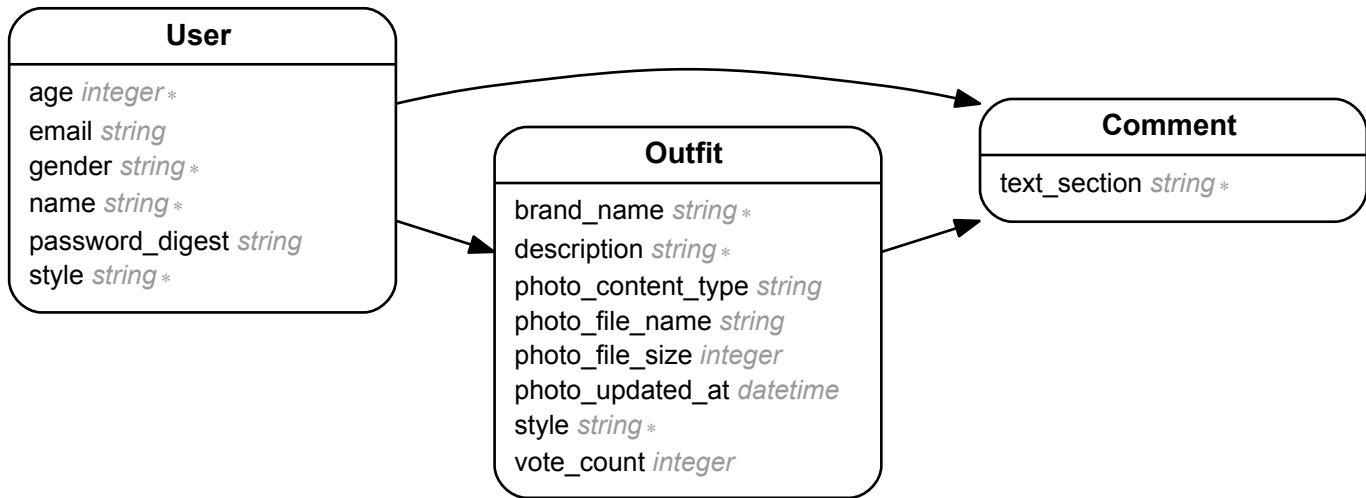 User
age integer *
email string
gender string *
name string *
password_digest string
style string *
Outfit
brand_name string *
description string *
photo_content_type string
photo_file_name string
photo_file_size integer
photo_updated_at datetime
style string *
vote_count integer
Comment
text_section string *